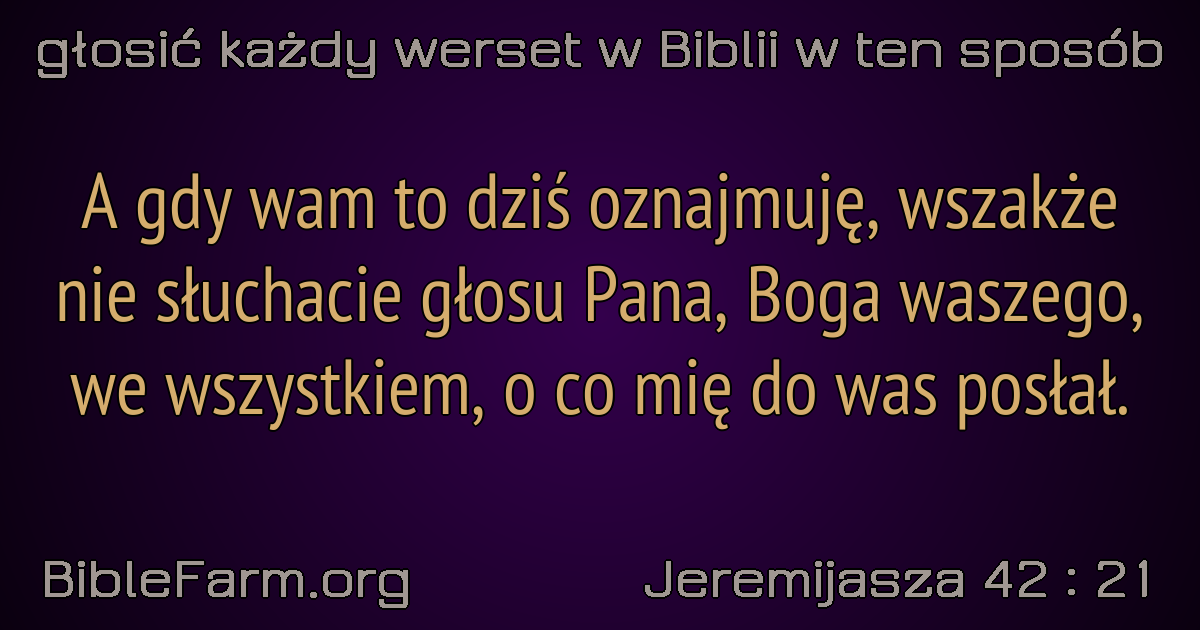 głosić każdy werset w Biblii w ten sposób
A gdy wam to dziś oznajmuję, wszakże
nie słuchacie głosu Pana, Boga waszego,
we wszystkiem, o co mię do was posłał.
BibleFarm.org
Jeremijasza 42 : 21